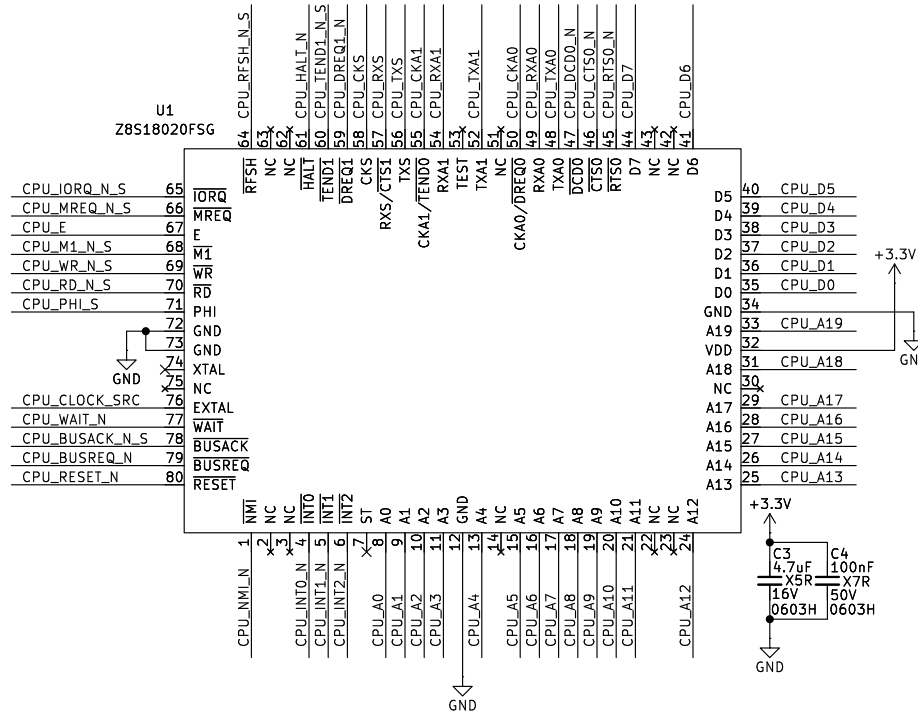 CPU_RFSH_N_S
CPU_HALT_N
CPU_TEND1_N_S
CPU_DREQ1_N
CPU_CKS
CPU_RXS
CPU_TXS
CPU_CKA1
CPU_RXA1
CPU_TXA1
CPU_CKA0
CPU_RXA0
CPU_TXA0
CPU_DCD0_N
CPU_CTS0_N
CPU_RTS0_N
CPU_D7
CPU_D6
U1
Z8S18020FSG
64 63 62 61 60 59 58 57 56 55 54 53 52 51 50 49 48 47 46 45 44 43 42 41
RFSH
NC
NC
HALT
TEND1
DREQ1
CKS
RXS/CTS1
TXS
CKA1/TEND0
RXA1
TEST
TXA1
NC
CKA0/DREQ0
RXA0
TXA0
DCD0
CTS0
RTS0
D7
NC
NC
D6
CPU_IORQ_N_S 65 IORQ
CPU_MREQ_N_S 66 MREQ
CPU_E 67 E
CPU_M1_N_S 68 M1
CPU_WR_N_S 69 WR
CPU_RD_N_S 70 RD
CPU_PHI_S 71 PHI
72 GND
73 GND
74 XTAL
GND
75 NC
CPU_CLOCK_SRC 76 EXTAL
CPU_WAIT_N 77 WAIT
CPU_BUSACK_N_S 78 BUSACK
CPU_BUSREQ_N 79 BUSREQ
CPU_RESET_N 80 RESET
D5 40 CPU_D5
D4 39 CPU_D4
D3 38 CPU_D3
D2 37 CPU_D2
+3.3V
D1 36 CPU_D1
D0 35 CPU_D0
GND 34
A19 33 CPU_A19
VDD 32
A18 31 CPU_A18
NC 30
A17 29 CPU_A17
A16 28 CPU_A16
A15 27 CPU_A15
A14 26 CPU_A14
A13 25 CPU_A13
NMI
NC
NC
INT0
INT1
INT2
ST
A0
A1
A2
A3
GND
A4
NC
A5
A6
A7
A8
A9
A10
A11
NC
NC
A12
1 2 3 4 5 6 7 8 9 10 11 12 13 14 15 16 17 18 19 20 21 22 23 24
CPU_NMI_N
CPU_INT0_N
CPU_INT1_N
CPU_INT2_N
CPU_A0
CPU_A1
CPU_A2
CPU_A3
CPU_A4
CPU_A5
CPU_A6
CPU_A7
CPU_A8
CPU_A9
CPU_A10
CPU_A11
CPU_A12
GND
+3.3V
C3
4.7uF
X5R
16V
0603H
C4
100nF
X7R
50V
0603H
GND